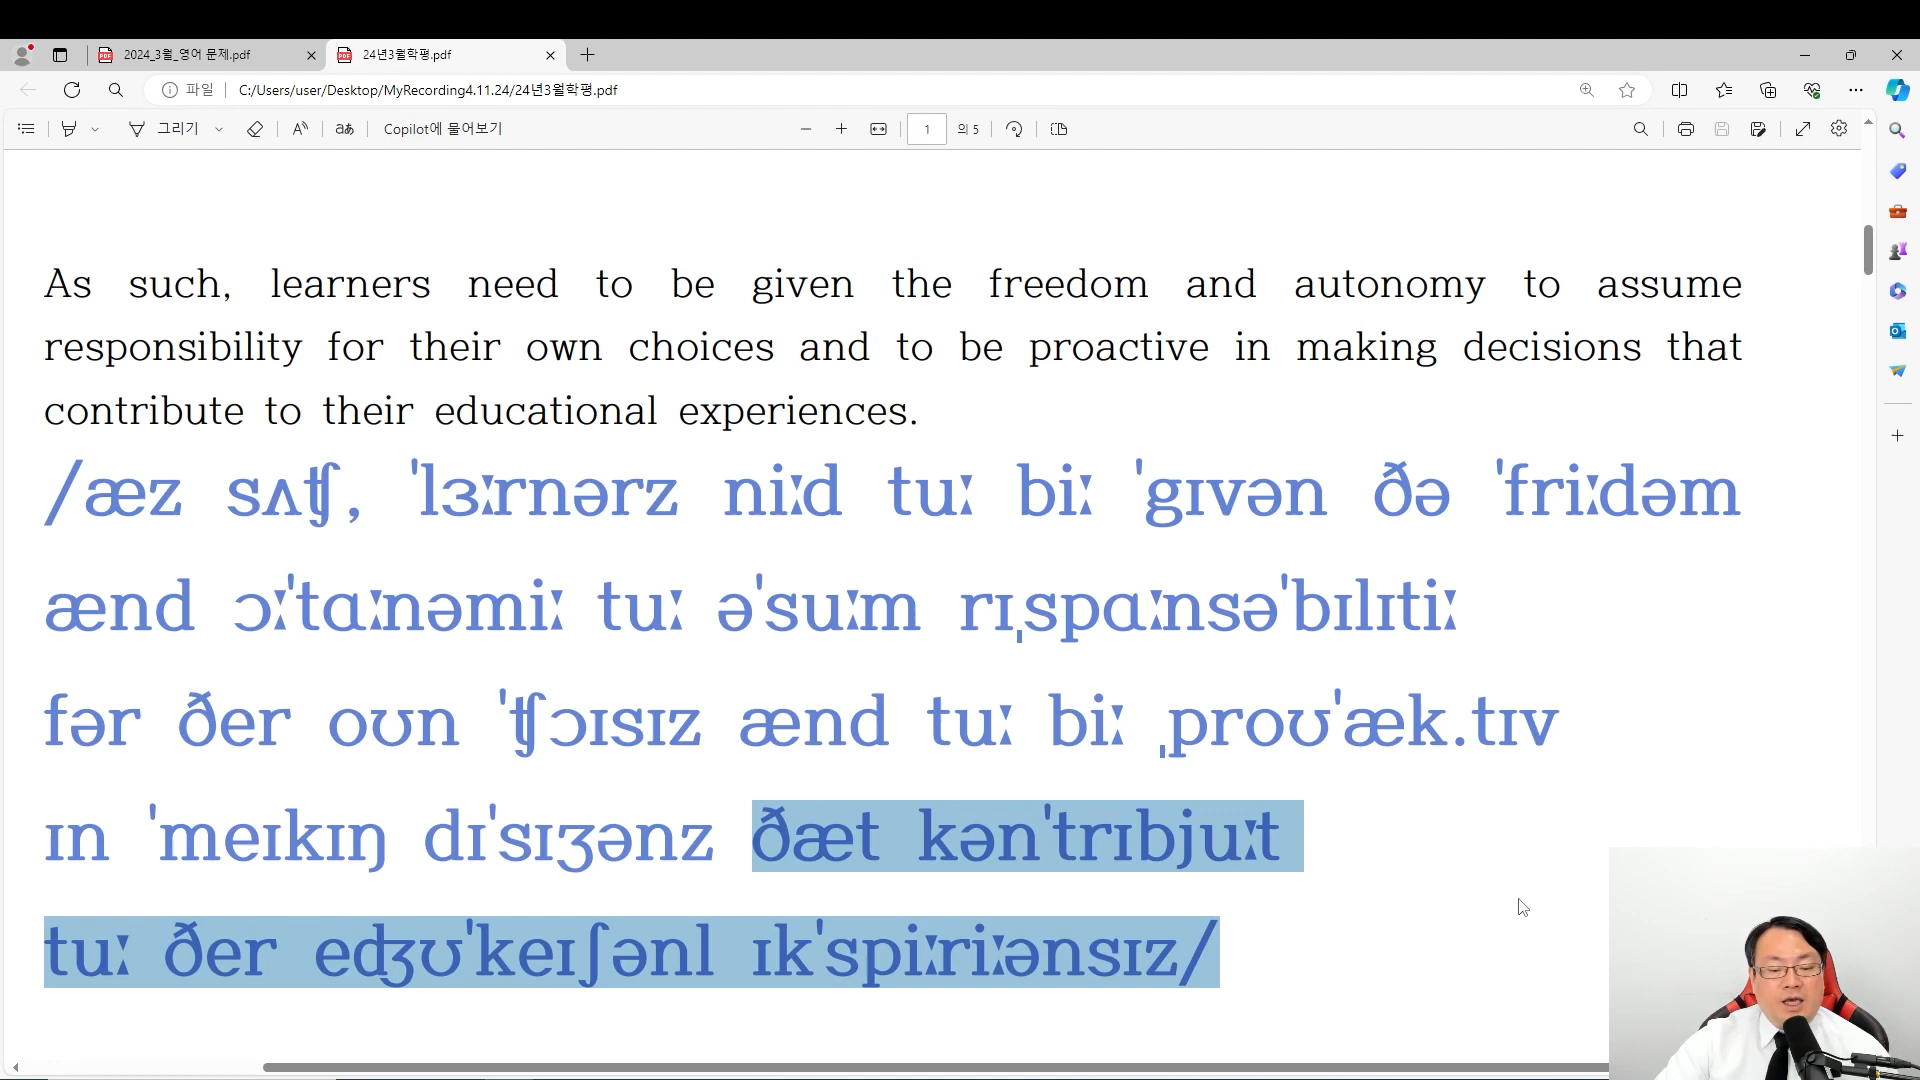 2024_3월_영어 문제.pdf
24년3월학평.pdf
파일 C:/Users/user/Desktop/MyRecording4.11.24/24년3월학평.pdf
그리기 A aあ Copilot에 물어보기 1 의 5
As such, learners need to be given the freedom and autonomy to assume
responsibility for their own choices and to be proactive in making decisions that
contribute to their educational experiences.
/æz sʌʧ, ˈlɜːrnərz niːd tuː biː ˈɡɪvən ðə ˈfriːdəm
ænd ɔːˈtɑːnəmiː tuː əˈsuːm rɪˌspɑːnsəˈbɪlɪtiː
fər ðer oʊn ˈʧɔɪsɪz ænd tuː biː ˌproʊˈæk.tɪv
ɪn ˈmeɪkɪŋ dɪˈsɪʒənz ðæt kənˈtrɪbjuːt
tuː ðer eʤʊˈkeɪʃənl ɪkˈspiːriːənsɪz/